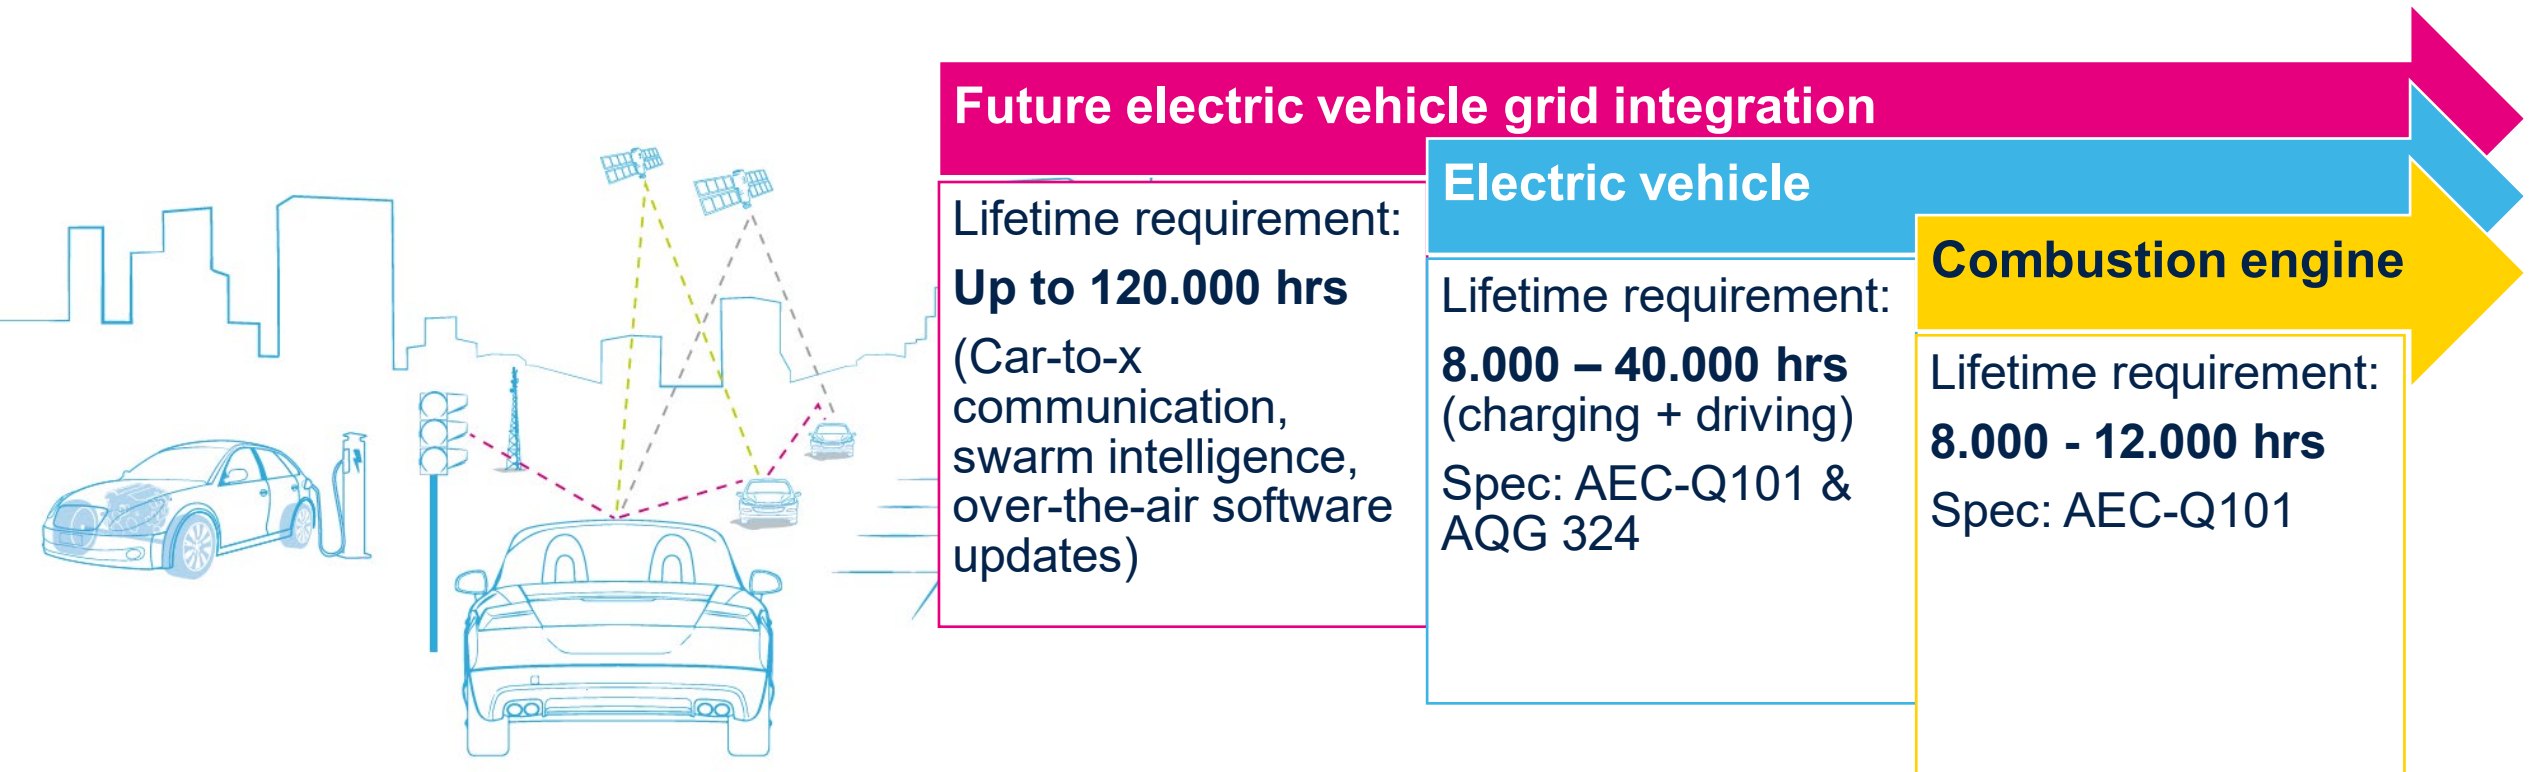 Future electric vehicle grid integration
Lifetime requirement:
Up to 120.000 hrs
(Car-to-x
communication,
swarm intelligence,
over-the-air software
updates)
Electric vehicle
Lifetime requirement:
8.000 – 40.000 hrs
(charging + driving)
Spec: AEC-Q101 &
AQG 324
Combustion engine
Lifetime requirement:
8.000 - 12.000 hrs
Spec: AEC-Q101